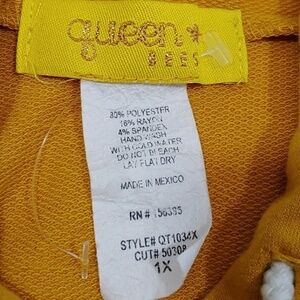 queen
BEES
80% POLYESTER
16% RAYON
4% SPANDEX
HAND WASH
WITH COLD WATER
DO NOT BLEACH
LAY FLAT DRY
MADE IN MEXICO
RN #
STYLE# QT1034X
CUT# 50308
1X